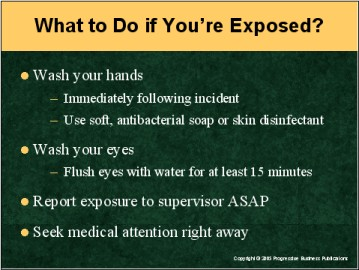 What to Do if You're Exposed?
Wash your hands
– Immediately following incident
– Use soft, antibacterial soap or skin disinfectant
Wash your eyes
– Flush eyes with water for at least 15 minutes
Report exposure to supervisor ASAP
Seek medical attention right away
Copyright © Progressive Business Publications